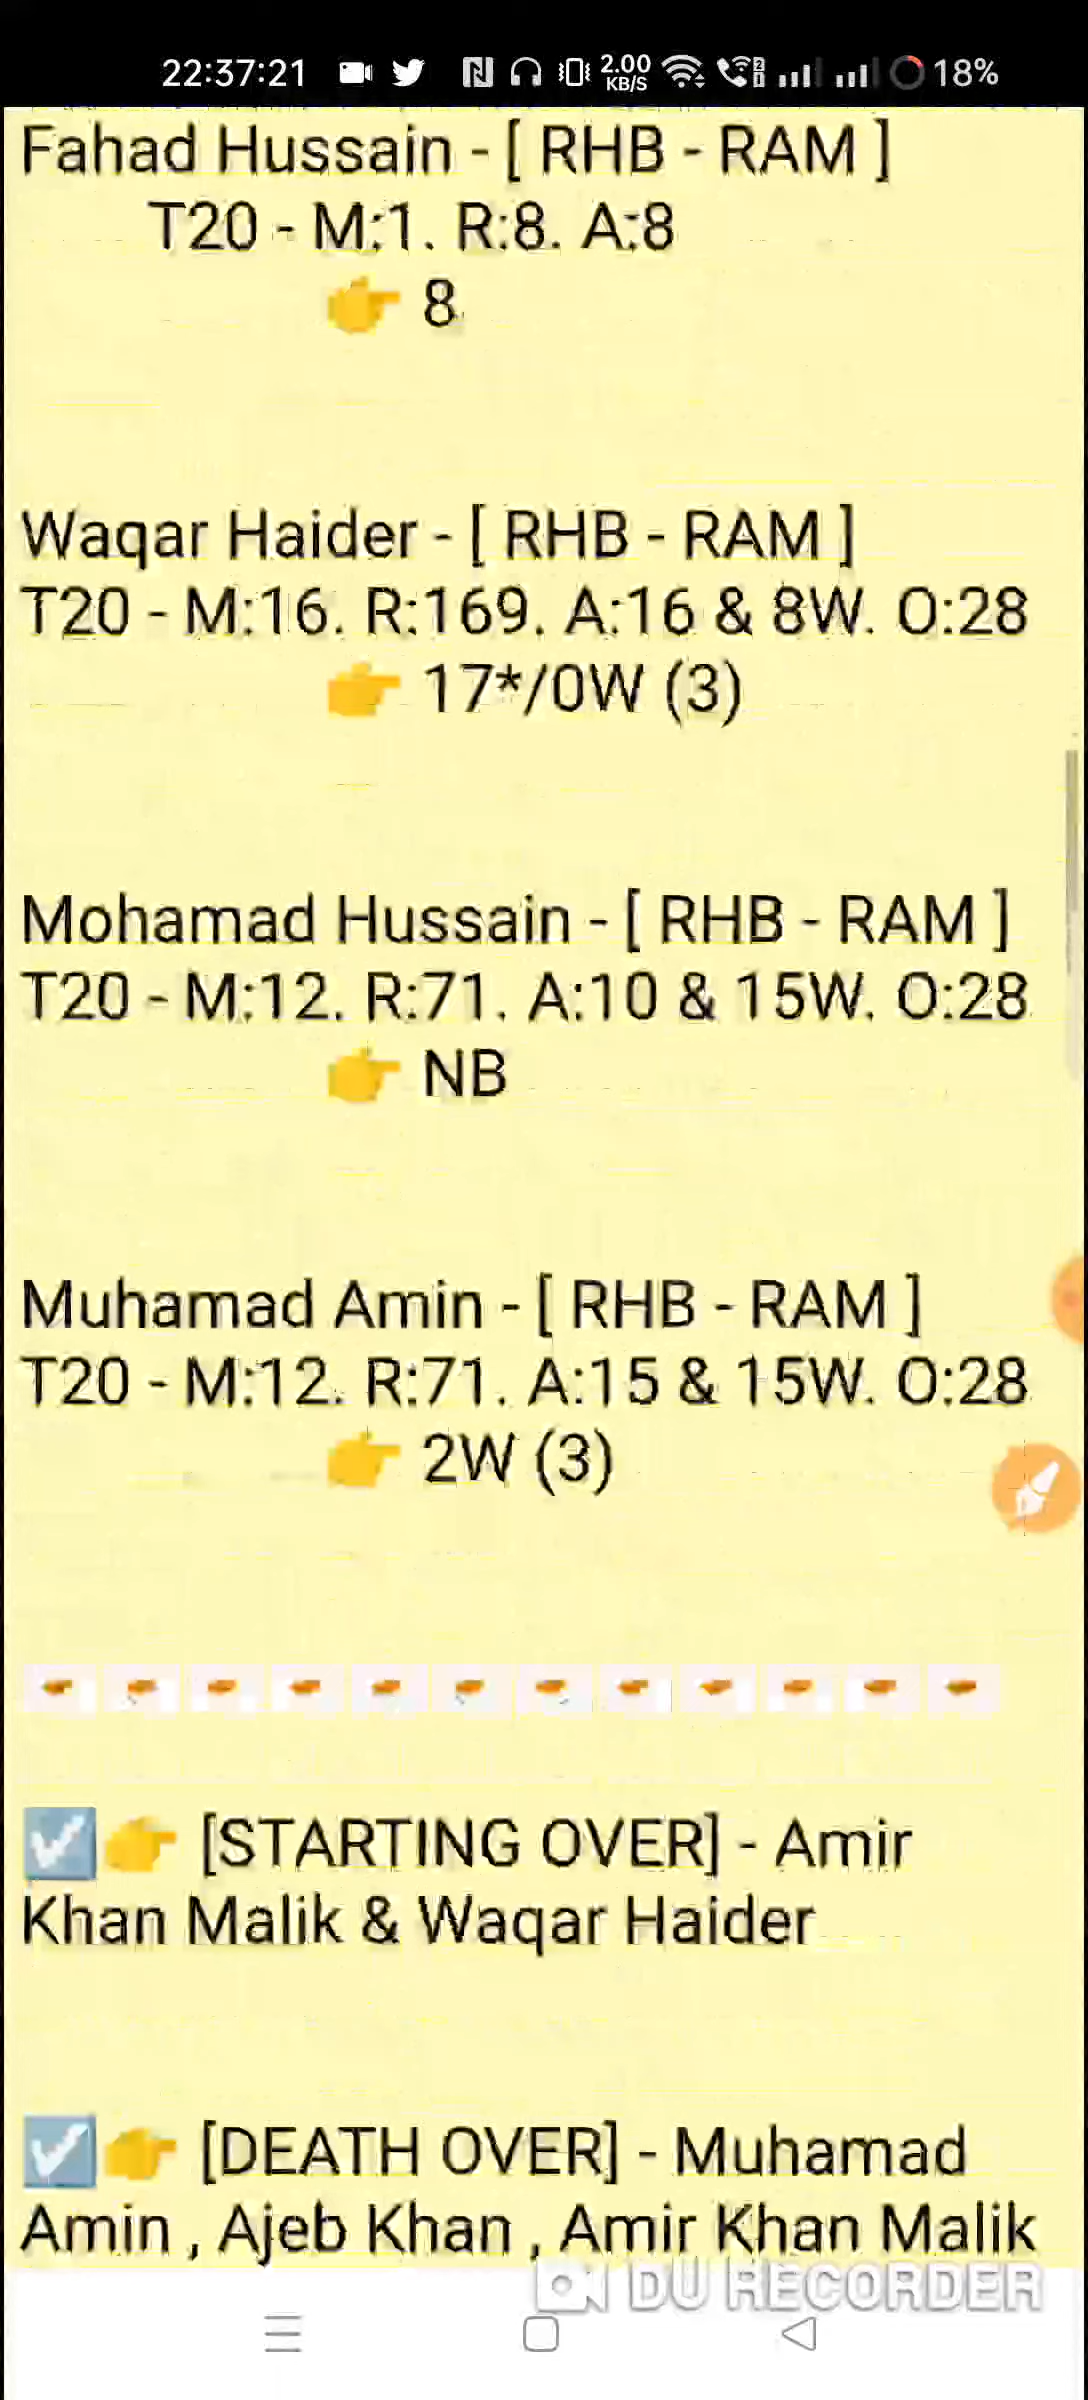 22:37:21 2.00 KB/S 18%
Fahad Hussain - [ RHB - RAM ]
T20 - M:1. R:8. A:8
👉 8
Waqar Haider - [ RHB - RAM ]
T20 - M:16. R:169. A:16 & 8W. O:28
👉 17*/0W (3)
Mohamad Hussain - [ RHB - RAM ]
T20 - M:12. R:71. A:10 & 15W. O:28
👉 NB
Muhamad Amin - [ RHB - RAM ]
T20 - M:12. R:71. A:15 & 15W. O:28
👉 2W (3)
☑👉 [STARTING OVER] - Amir
Khan Malik & Waqar Haider
☑👉 [DEATH OVER] - Muhamad
Amin , Ajeb Khan , Amir Khan Malik
DU RECORDER